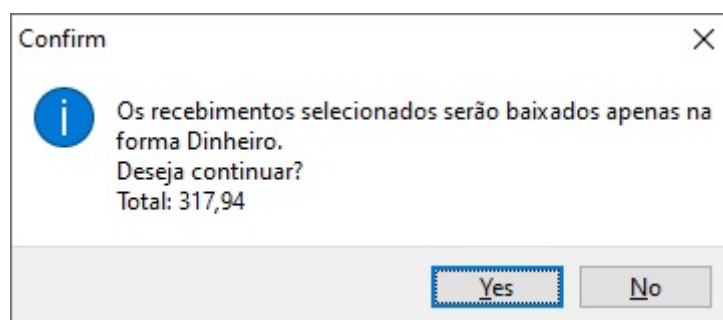 Confirm
Os recebimentos selecionados serão baixados apenas na
forma Dinheiro.
Deseja continuar?
Total: 317,94
Yes
No